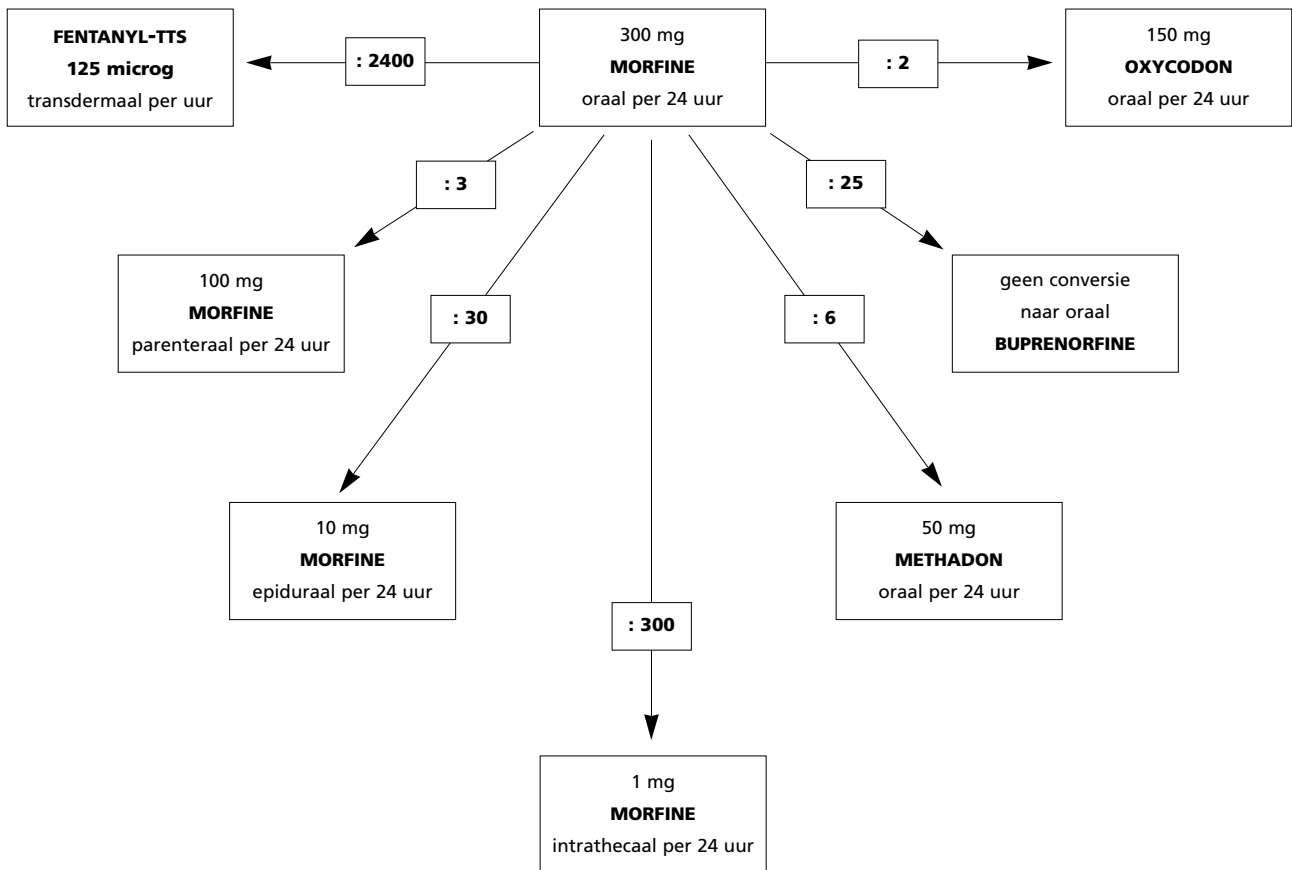 FENTANYL-TTS
125 microg
transdermaal per uur
: 2400
300 mg
MORFINE
oraal per 24 uur
: 2
150 mg
OXYCODON
oraal per 24 uur
: 3
: 25
100 mg
MORFINE
parenteraal per 24 uur
: 30
: 6
geen conversie
naar oraal
BUPRENORFINE
10 mg
MORFINE
epiduraal per 24 uur
50 mg
METHADON
oraal per 24 uur
: 300
1 mg
MORFINE
intrathecaal per 24 uur